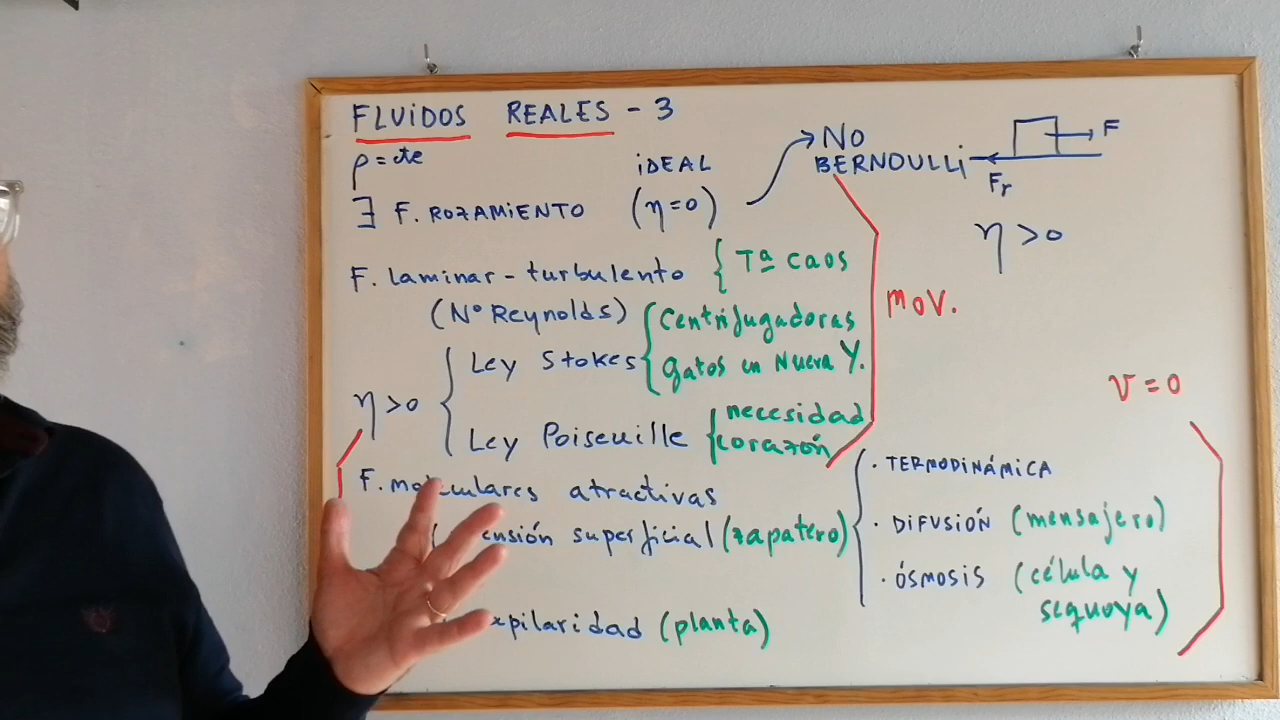 FLUIDOS REALES - 3
ρ = cte
IDEAL
∃ F. ROZAMIENTO (η=0)
NO
BERNOULLI
F
Fr
η > 0
F. laminar - turbulento { Tª caos
(Nº Reynolds)
η > 0
Ley Stokes
Centrifugadoras
gatos en Nueva Y.
Ley Poiseuille
necesidad
corazón
MOV.
V = 0
F. moleculares atractivas
superficial (zapatero)
(planta)
· TERMODINÁMICA
· DIFUSIÓN (mensajero)
· ÓSMOSIS (célula y
sequoya)